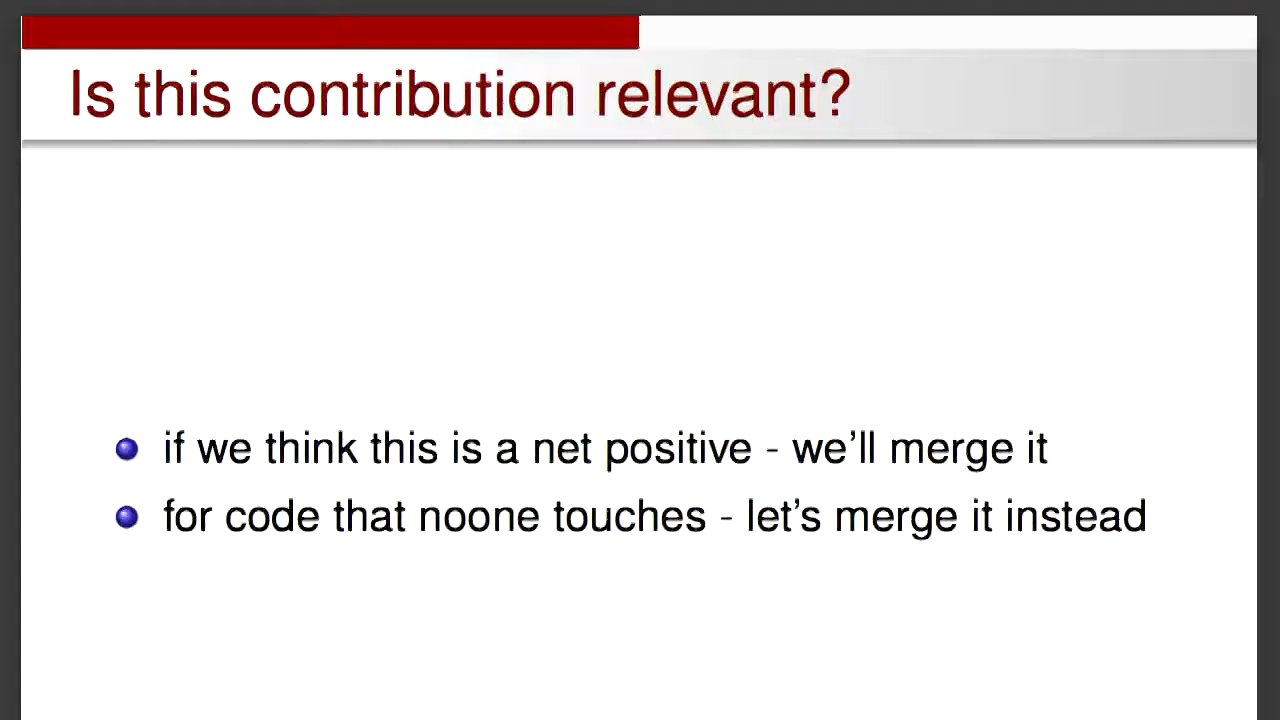 Is this contribution relevant?
if we think this is a net positive - we'll merge it
for code that noone touches - let's merge it instead